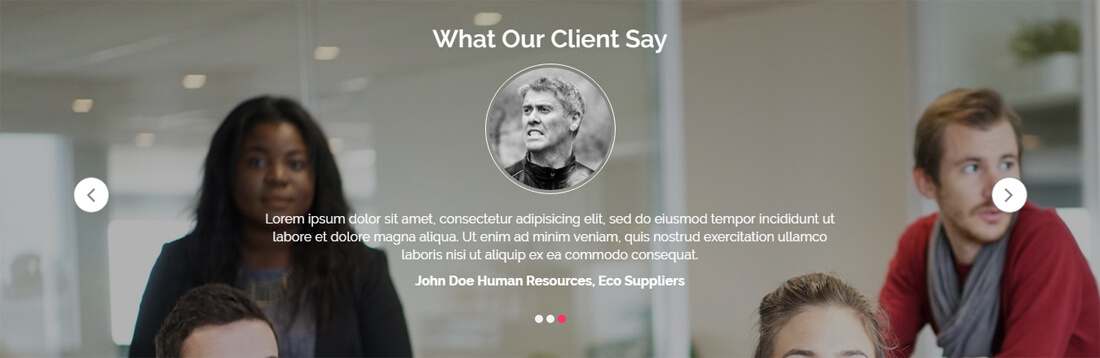 What Our Client Say
Lorem ipsum dolor sit amet, consectetur adipisicing elit, sed do eiusmod tempor incididunt ut
labore et dolore magna aliqua. Ut enim ad minim veniam, quis nostrud exercitation ullamco
laboris nisi ut aliquip ex ea commodo consequat.
John Doe Human Resources, Eco Suppliers